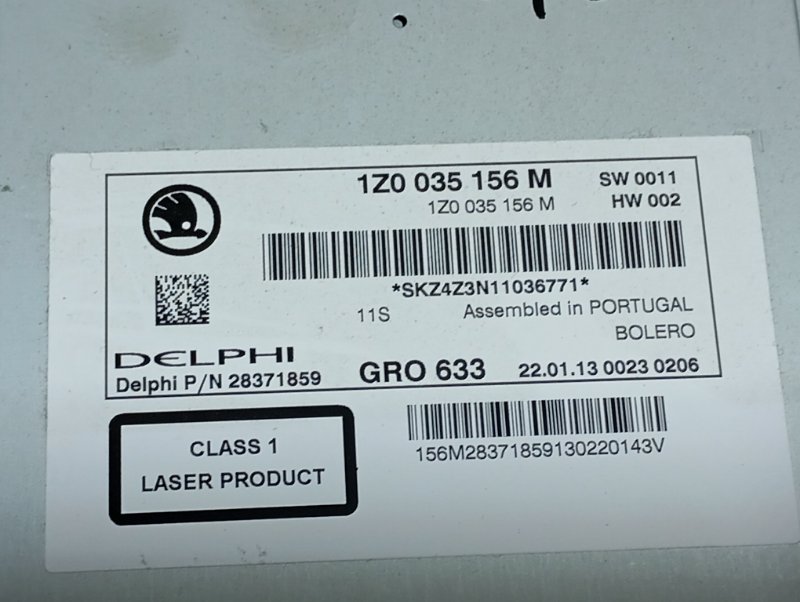 1Z0 035 156 M SW 0011
1Z0 035 156 M HW 002
*SKZ4Z3N11036771*
11S Assembled in PORTUGAL
BOLERO
DELPHI
Delphi P/N 28371859 GRO 633 22.01.13 0023 0206
CLASS 1
LASER PRODUCT
156M28371859130220143V